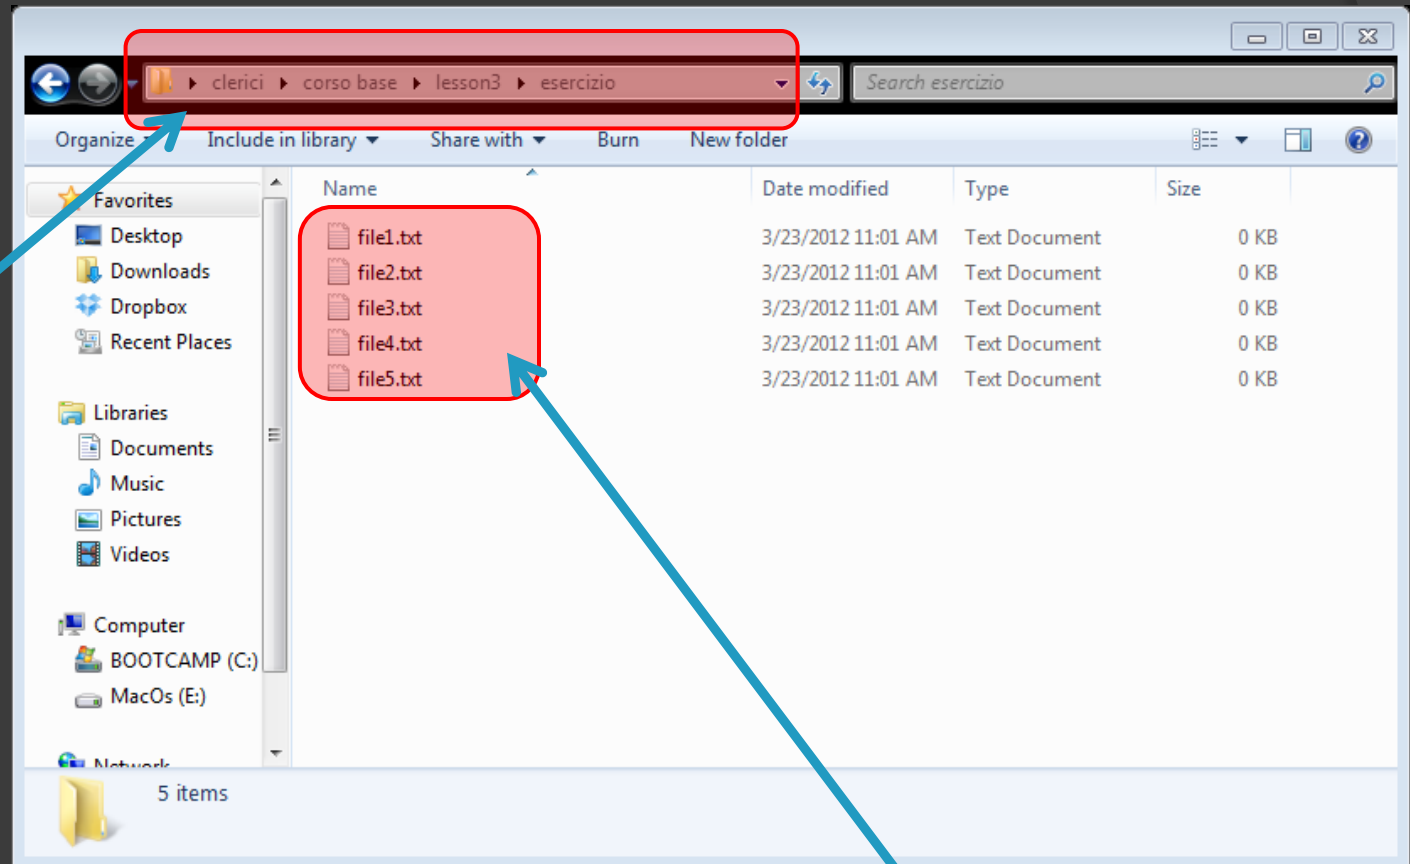 clerici corso base lesson3 esercizio Search esercizio
Organize Include in library Share with Burn New folder
Favorites
Desktop
Downloads
Dropbox
Recent Places
Libraries
Documents
Music
Pictures
Videos
Computer
BOOTCAMP (C:)
MacOs (E:)
Network
Name Date modified Type Size
file1.txt 3/23/2012 11:01 AM Text Document 0 KB
file2.txt 3/23/2012 11:01 AM Text Document 0 KB
file3.txt 3/23/2012 11:01 AM Text Document 0 KB
file4.txt 3/23/2012 11:01 AM Text Document 0 KB
file5.txt 3/23/2012 11:01 AM Text Document 0 KB
5 items